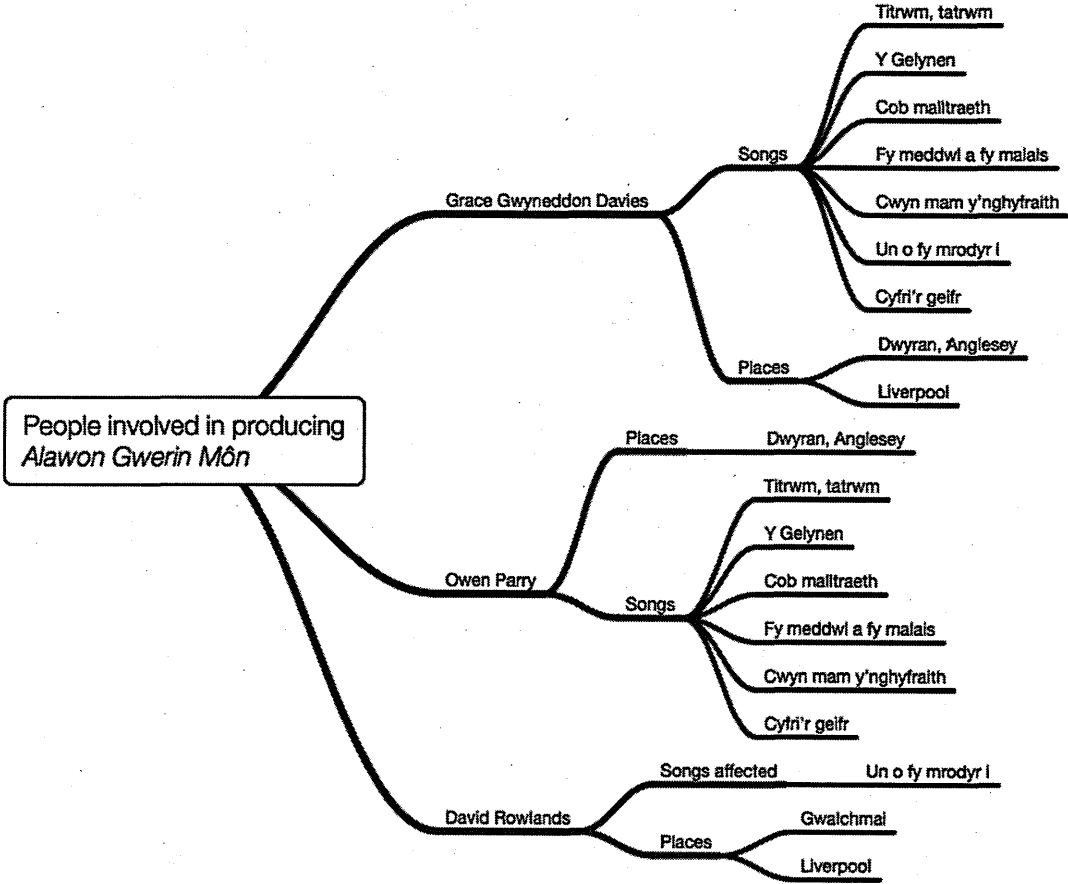 Titrwm, tatrwm
Y Gelynen
Cob malltraeth
Songs
Fy meddwl a fy malais
Grace Gwyneddon Davies
Cwyn mam y'nghyfraith
Un o fy mrodyr I
Cyfri'r geifr
Places
Dwyran, Anglesey
Liverpool
People involved in producing
Alawon Gwerin Môn
Places
Dwyran, Anglesey
Titrwm, tatrwm
Y Gelynen
Owen Parry
Cob malltraeth
Songs
Fy meddwl a fy malais
Cwyn mam y'nghyfraith
Cyfri'r geifr
Songs affected
Un o fy mrodyr I
David Rowlands
Places
Gwalchmai
Liverpool